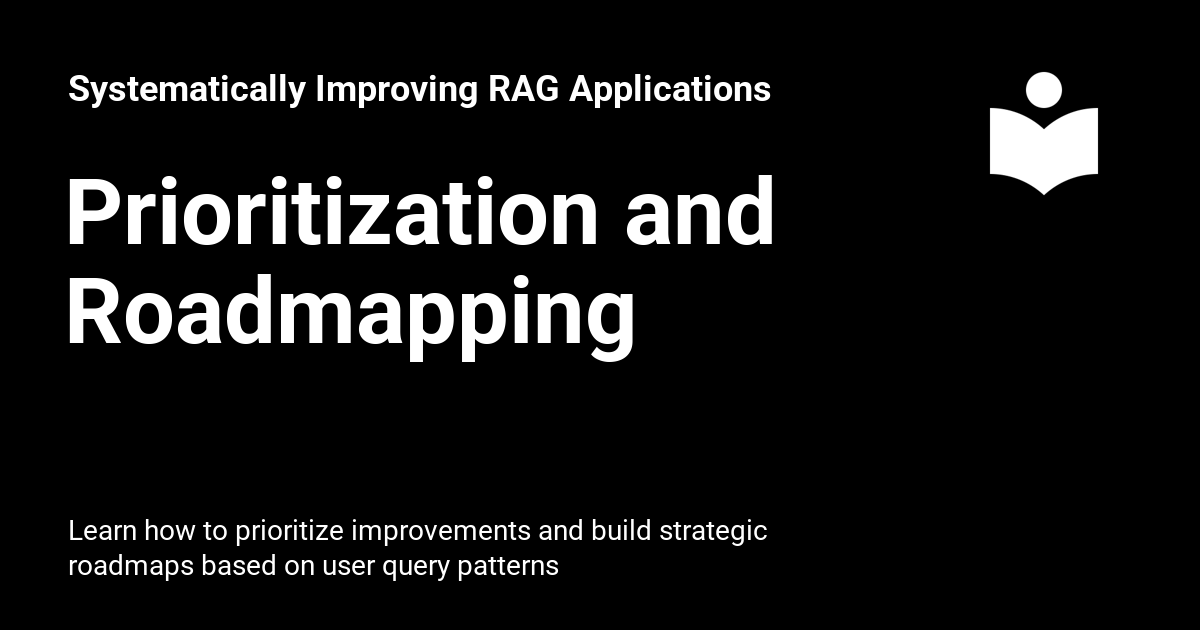 Systematically Improving RAG Applications
Prioritization and
Roadmapping
Learn how to prioritize improvements and build strategic
roadmaps based on user query patterns